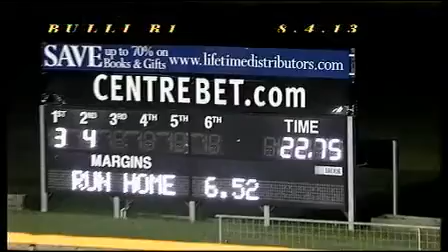 BULLI R1 8.4.13
SAVE up to 70% on Books & Gifts www.lifetimedistributors.com
CENTREBET.com
1ST 2ND 3RD 4TH 5TH 6TH TIME
3 4 22.75
MARGINS
RUN HOME 6.52